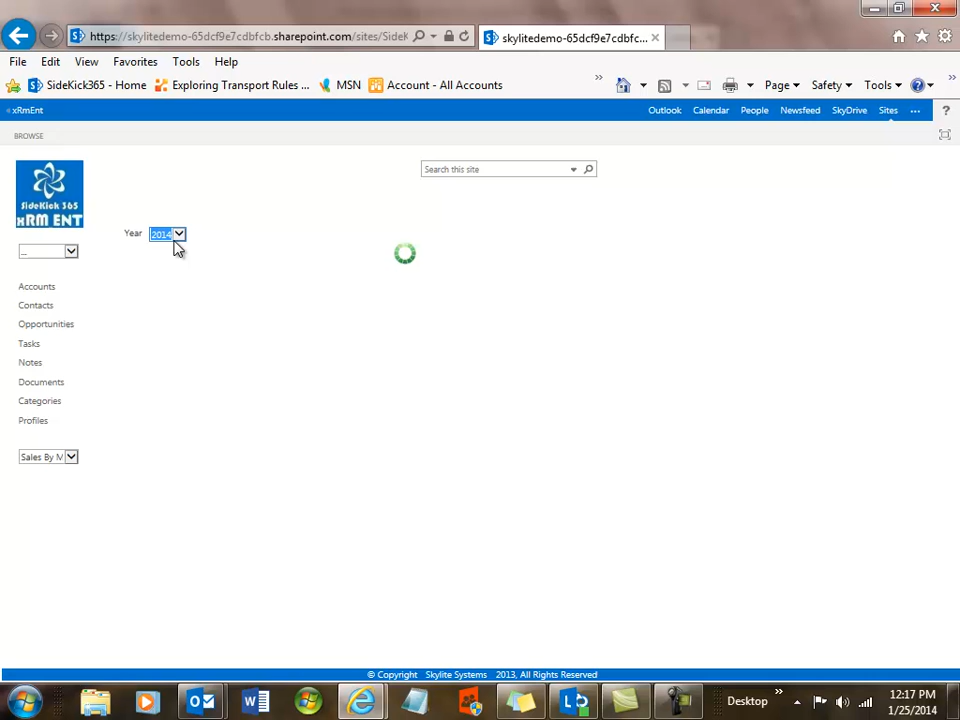 https://skylitedemo-65dcf9e7cdbfcb.sharepoint.com/sites/SideK
skylitedemo-65dcf9e7cdbfc...
File Edit View Favorites Tools Help
SideKick365 - Home Exploring Transport Rules ... MSN Account - All Accounts » Page Safety Tools »
xRmEnt Outlook Calendar People Newsfeed SkyDrive Sites ... ?
BROWSE
SideKick 365
xRM ENT
Search this site
Year 2014
_
Accounts
Contacts
Opportunities
Tasks
Notes
Documents
Categories
Profiles
Sales By M
© Copyright Skylite Systems 2013, All Rights Reserved
Desktop » 12:17 PM
1/25/2014